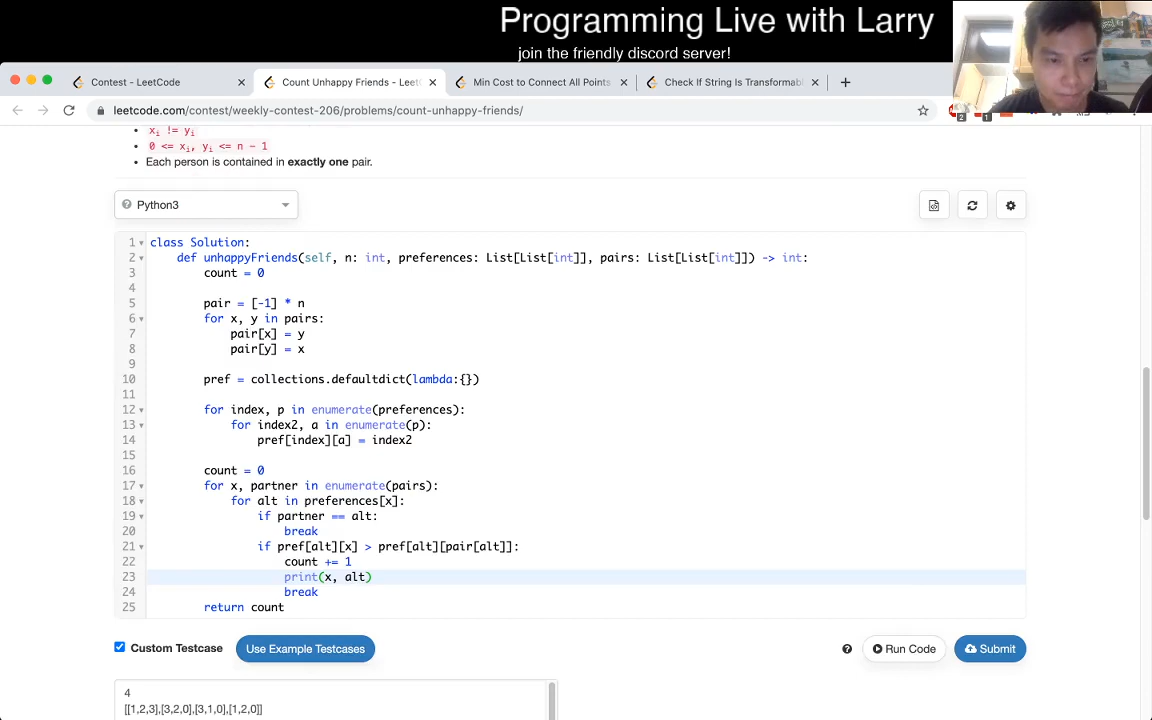 Programming Live with Larry
join the friendly discord server!
Contest - LeetCode
Count Unhappy Friends - Leet
Min Cost to Connect All Points
Check If String Is Transformab
leetcode.com/contest/weekly-contest-206/problems/count-unhappy-friends/
2
1
xi != yi
0 <= xi, yi <= n - 1
Each person is contained in exactly one pair.
Python3
1 class Solution:
2 def unhappyFriends(self, n: int, preferences: List[List[int]], pairs: List[List[int]]) -> int:
3 count = 0
4
5 pair = [-1] * n
6 for x, y in pairs:
7 pair[x] = y
8 pair[y] = x
9
10 pref = collections.defaultdict(lambda:{})
11
12 for index, p in enumerate(preferences):
13 for index2, a in enumerate(p):
14 pref[index][a] = index2
15
16 count = 0
17 for x, partner in enumerate(pairs):
18 for alt in preferences[x]:
19 if partner == alt:
20 break
21 if pref[alt][x] > pref[alt][pair[alt]]:
22 count += 1
23 print(x, alt)
24 break
25 return count
Custom Testcase
Use Example Testcases
Run Code
Submit
4
[[1,2,3],[3,2,0],[3,1,0],[1,2,0]]